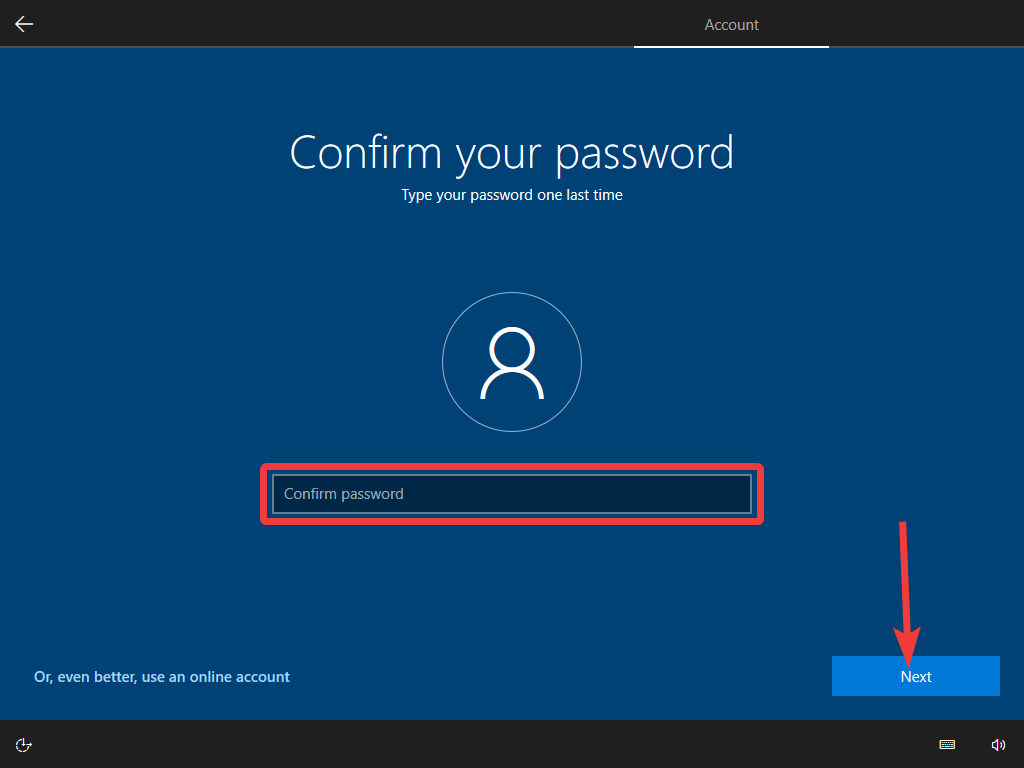 Account
Confirm your password
Type your password one last time
Confirm password
Or, even better, use an online account
Next